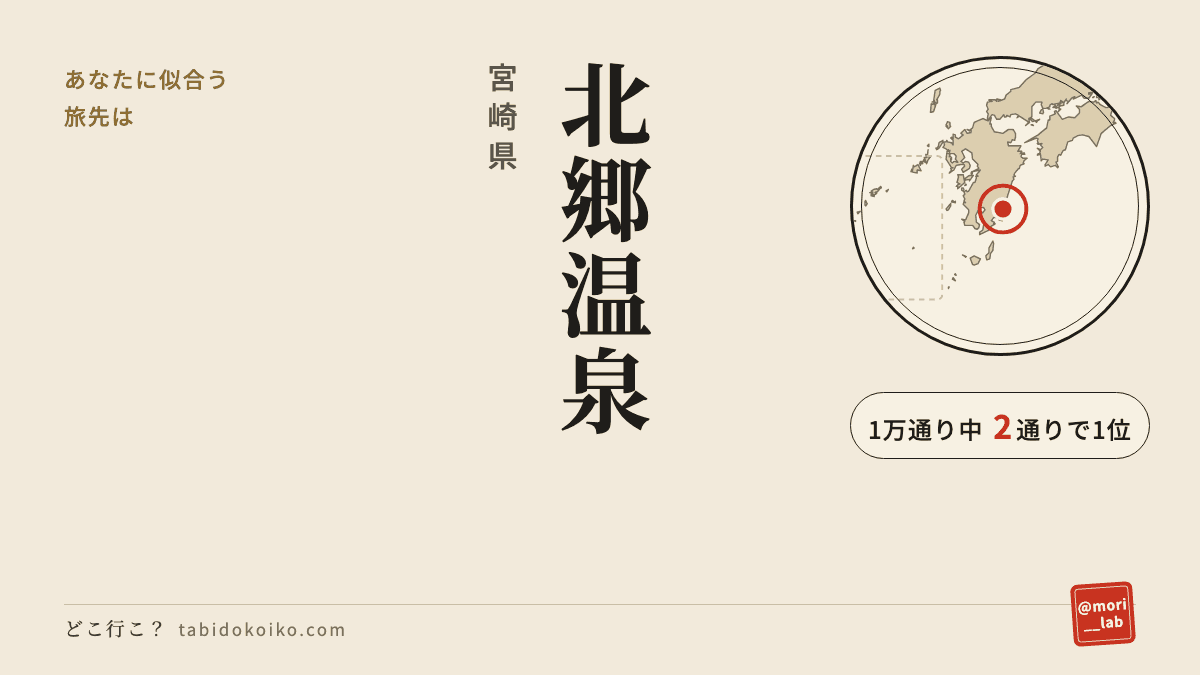 あなたに似合う
旅先は
北郷温泉
宮崎県
1万通り中 2通りで1位
どこ行こ？ tabidokoiko.com
@mori
__lab